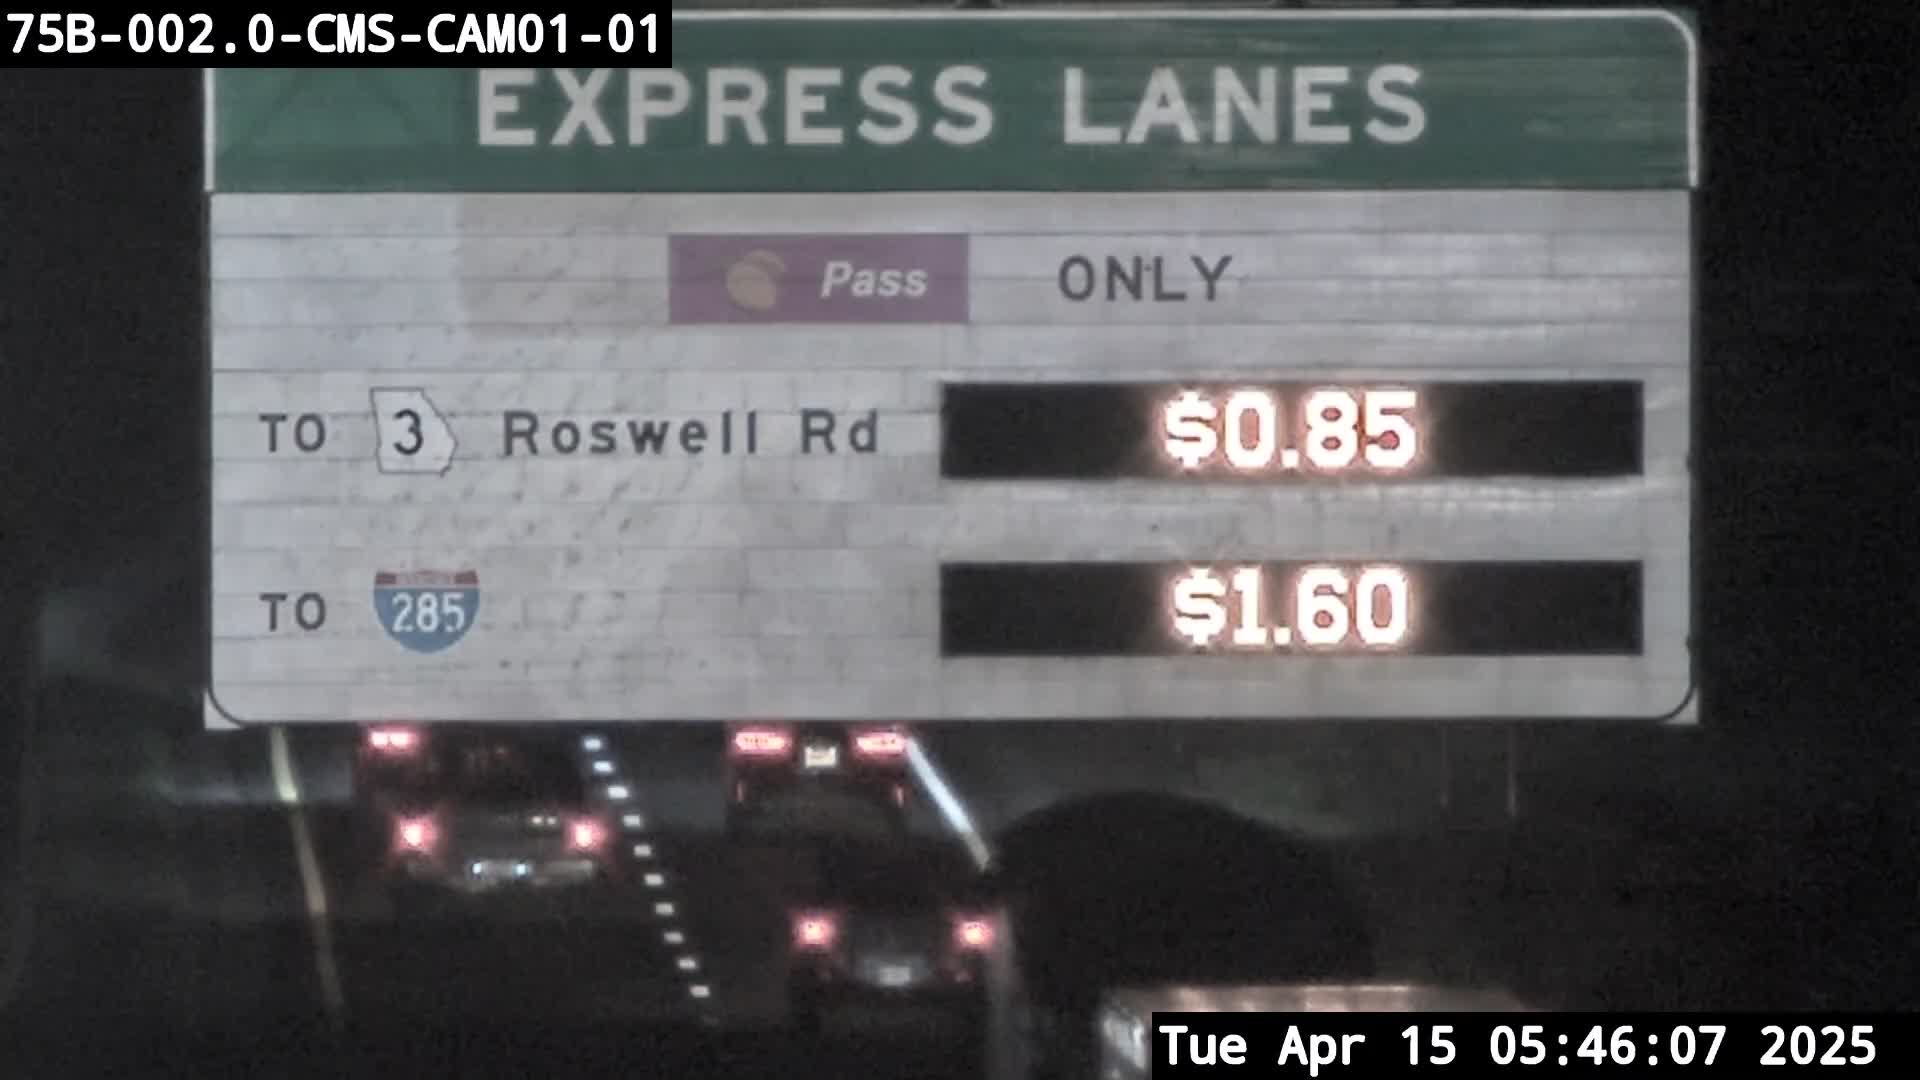 75B-002.0-CMS-CAM01-01
EXPRESS LANES
Pass ONLY
TO 3 Roswell Rd $0.85
TO 285 $1.60
Tue Apr 15 05:46:07 2025